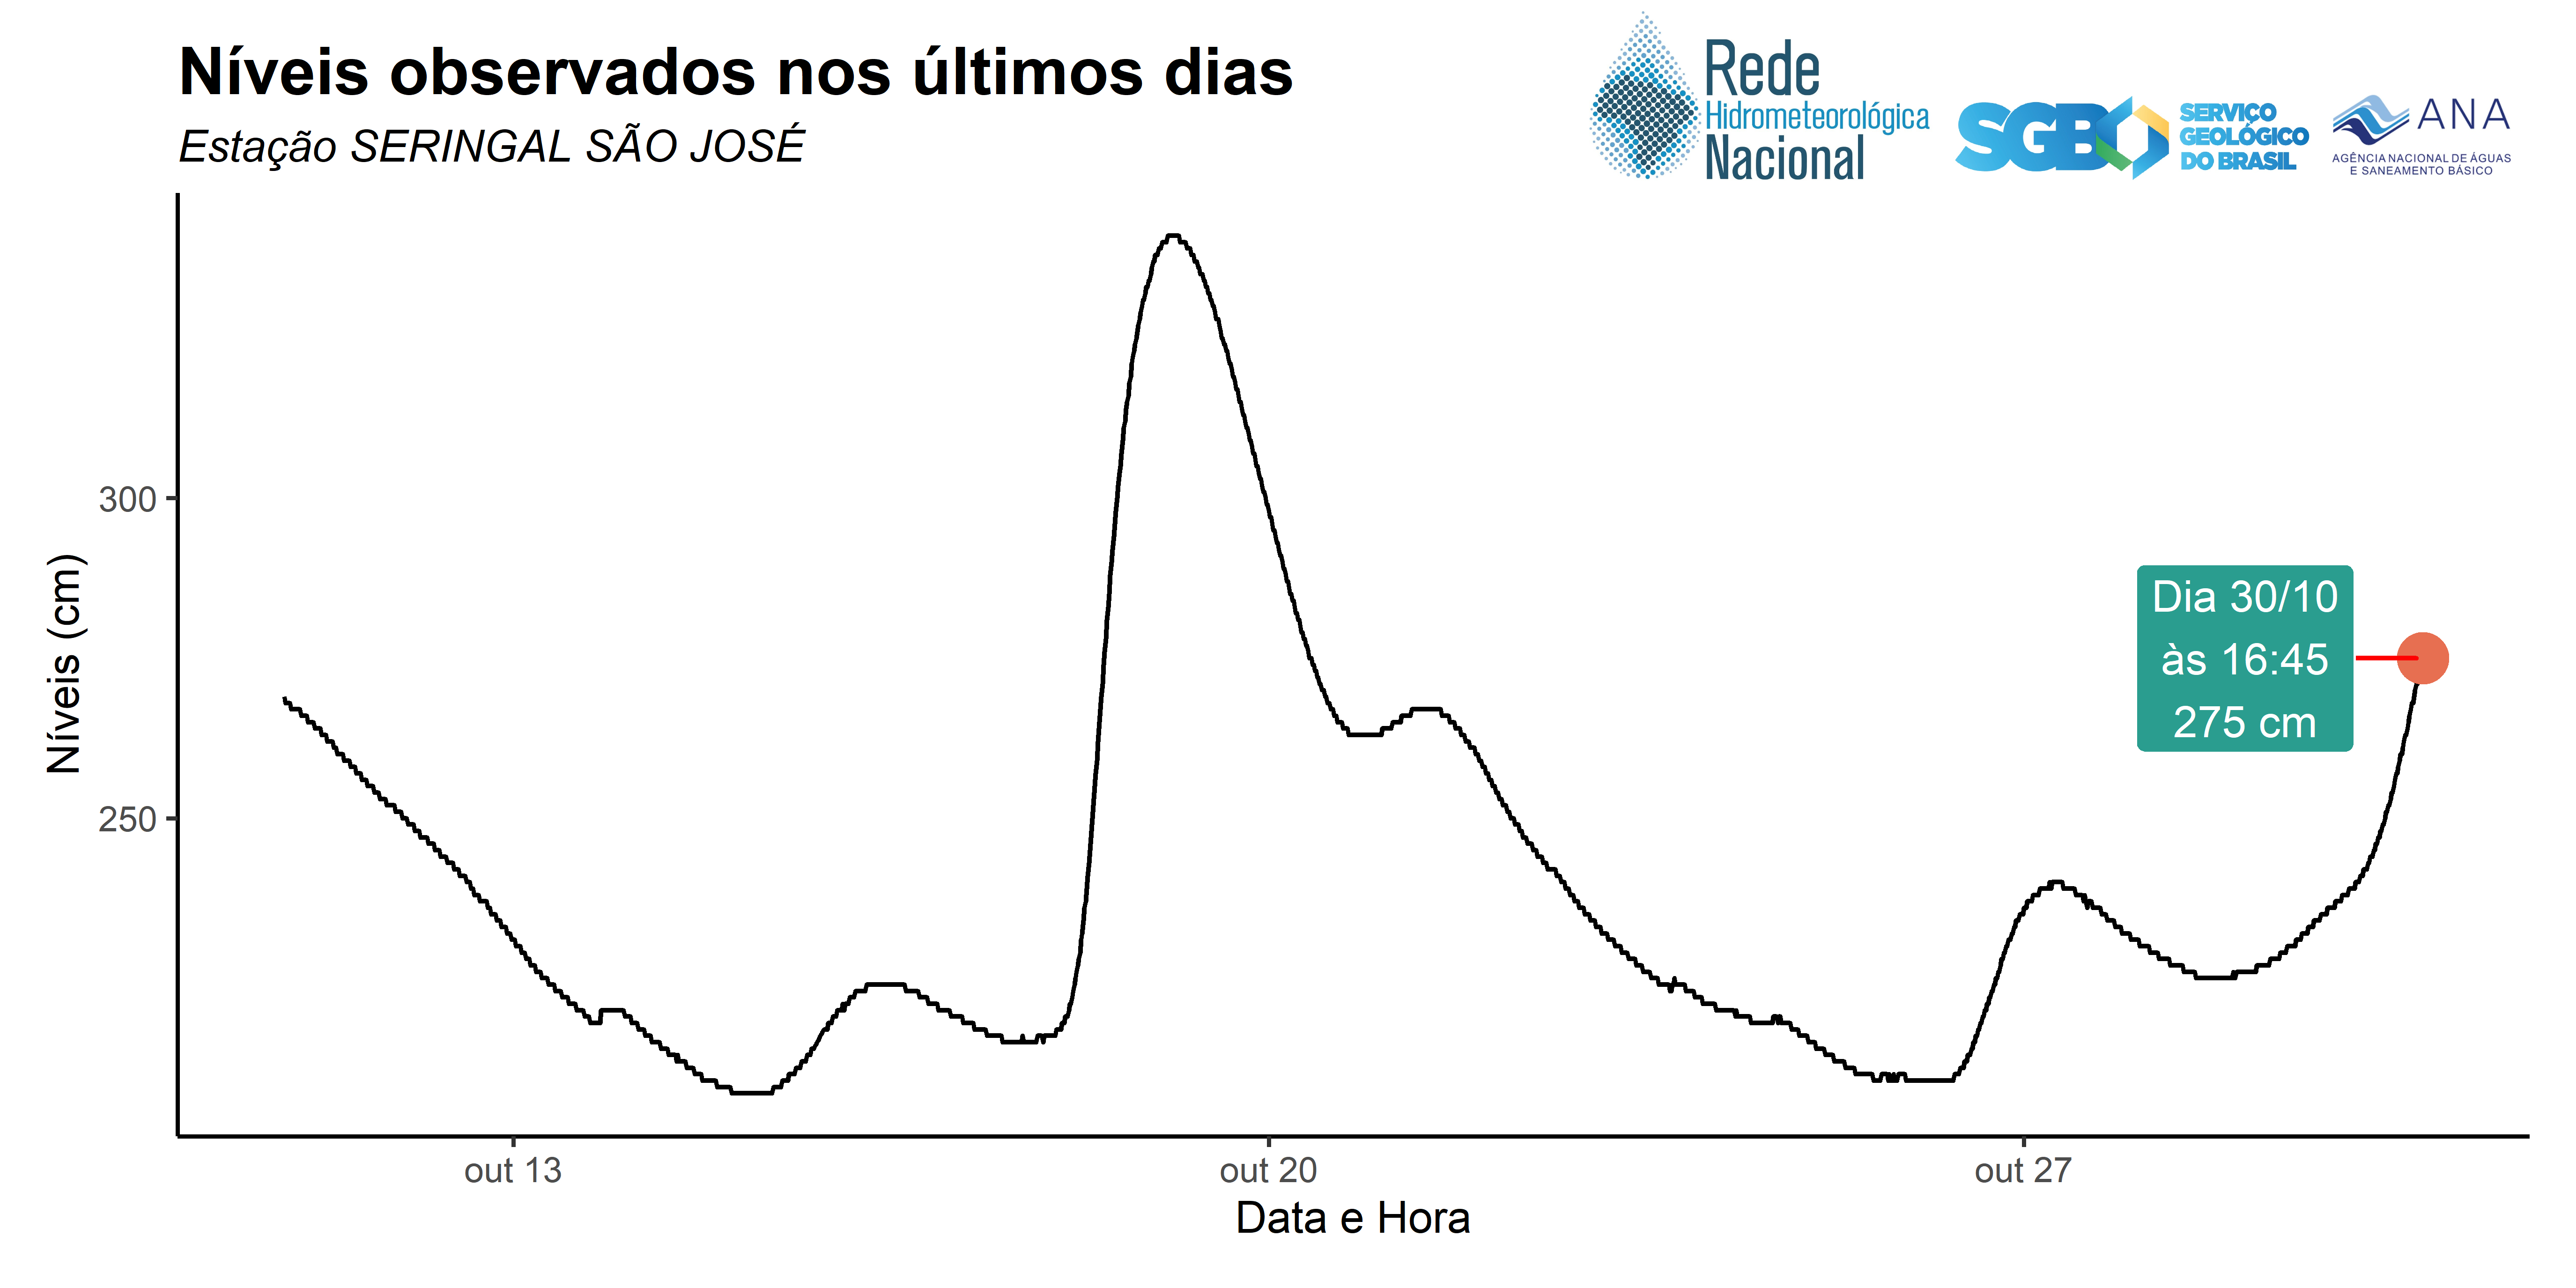 Níveis observados nos últimos dias
Estação SERINGAL SÃO JOSÉ
Rede
Hidrometeorológica
Nacional
SGB
SERVIÇO
GEOLÓGICO
DO BRASIL
ANA
AGÊNCIA NACIONAL DE ÁGUAS
E SANEAMENTO BÁSICO
Níveis (cm)
300
250
Dia 30/10
às 16:45
275 cm
out 13
out 20
out 27
Data e Hora